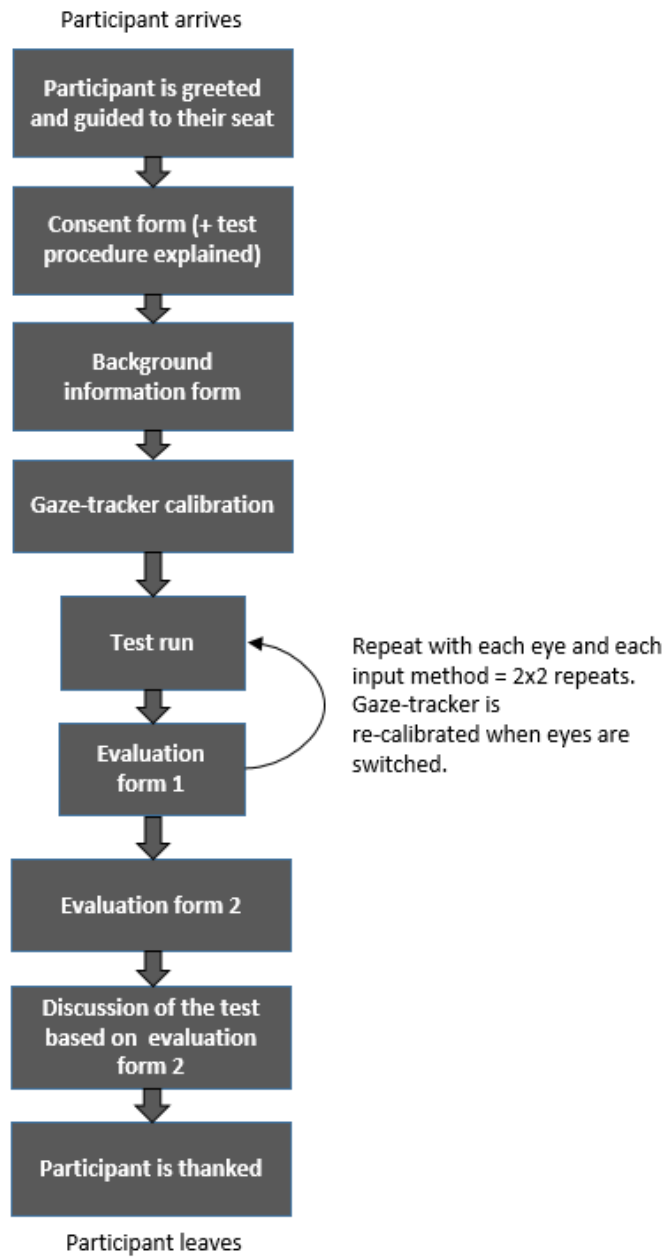 Participant arrives
Participant is greeted
and guided to their seat
Consent form (+ test
procedure explained)
Background
information form
Gaze-tracker calibration
Test run
Repeat with each eye and each
input method = 2x2 repeats.
Gaze-tracker is
re-calibrated when eyes are
switched.
Evaluation
form 1
Evaluation form 2
Discussion of the test
based on evaluation
form 2
Participant is thanked
Participant leaves